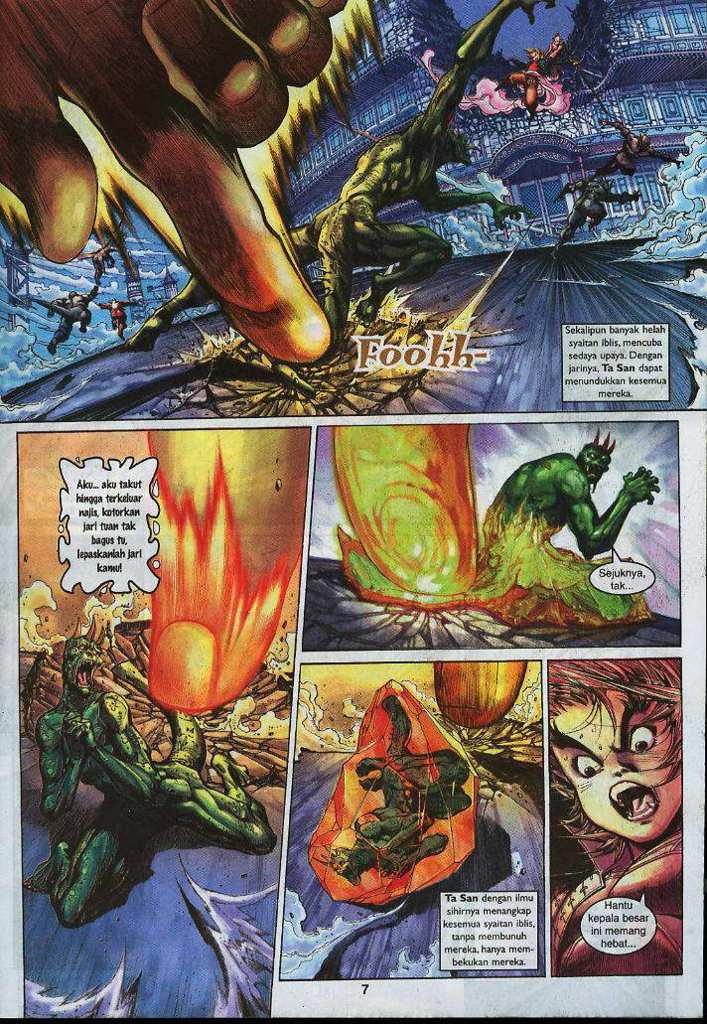 Foohh-
Sekalipun banyak helah
syaitan iblis, mencuba
sedaya upaya. Dengan
jarinya, Ta San dapat
menundukkan kesemua
mereka.
Aku... aku takut
hingga terkeluar
najis, kotorkan
jari tuan tak
bagus tu,
lepaskanlah jari
kamu!
Sejuknya,
tak...
Ta San dengan ilmu
sihirnya menangkap
kesemua syaitan iblis,
tanpa membunuh
mereka, hanya mem-
bekukan mereka.
Hantu
kepala besar
ini memang
hebat...
7